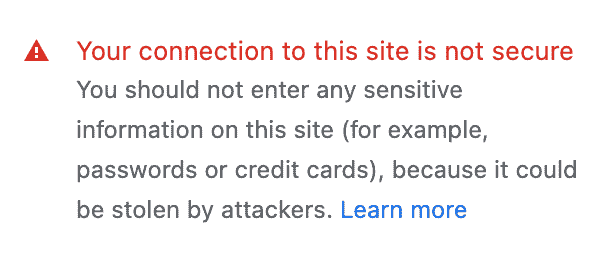 Your connection to this site is not secure
You should not enter any sensitive
information on this site (for example,
passwords or credit cards), because it could
be stolen by attackers. Learn more